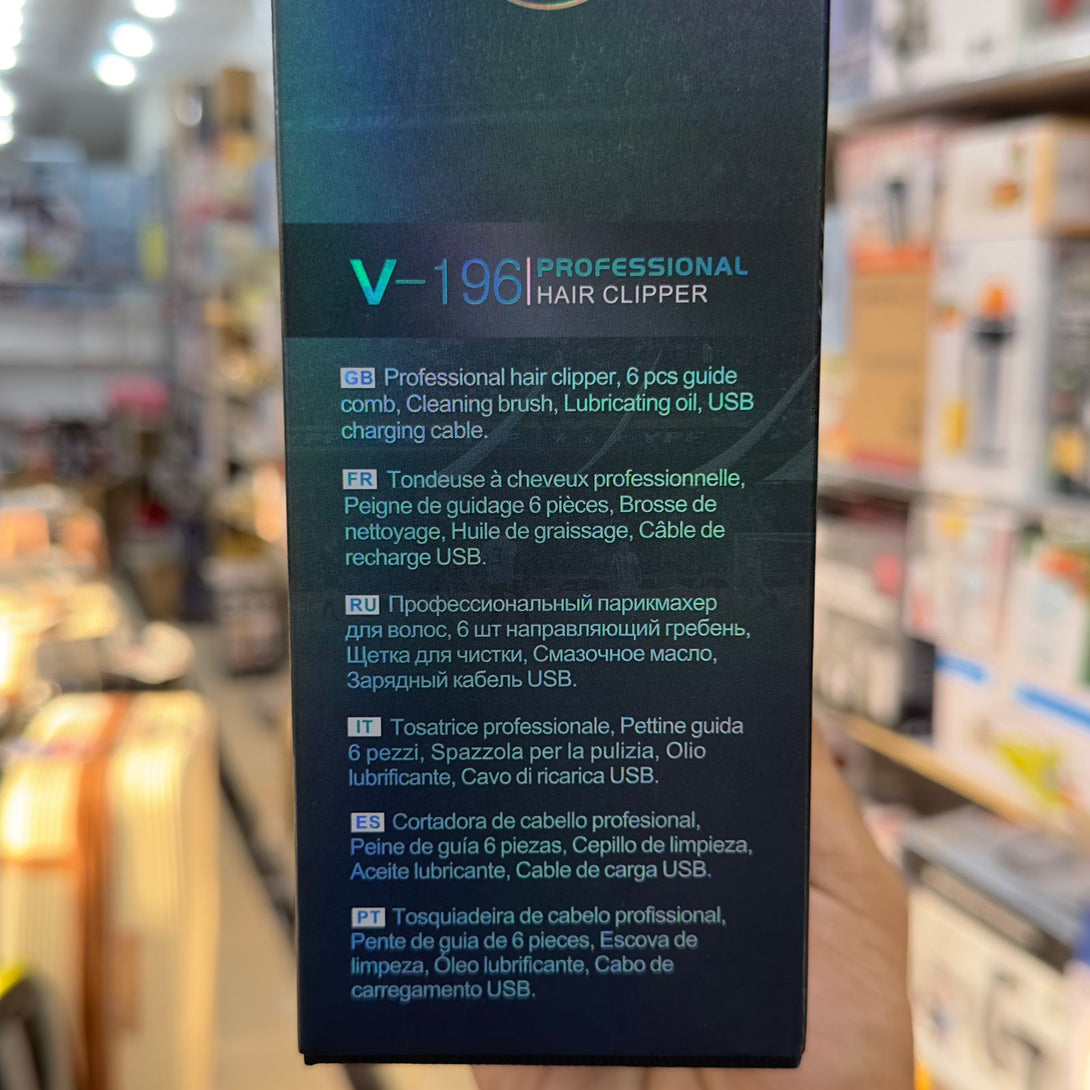 V-196 PROFESSIONAL
HAIR CLIPPER
GB Professional hair clipper, 6 pcs guide
comb, Cleaning brush, Lubricating oil, USB
charging cable.
FR Tondeuse à cheveux professionnelle,
Peigne de guidage 6 pièces, Brosse de
nettoyage, Huile de graissage, Câble de
recharge USB.
RU Профессиональный парикмахер
для волос, 6 шт направляющий гребень,
Щетка для чистки, Смазочное масло,
Зарядный кабель USB.
IT Tosatrice professionale, Pettine guida
6 pezzi, Spazzola per la pulizia, Olio
lubrificante, Cavo di ricarica USB.
ES Cortadora de cabello profesional,
Peine de guía 6 piezas, Cepillo de limpieza,
Aceite lubricante, Cable de carga USB.
PT Tosquiadeira de cabelo profissional,
Pente de guia de 6 pieces, Escova de
limpeza, Óleo lubrificante, Cabo de
carregamento USB.